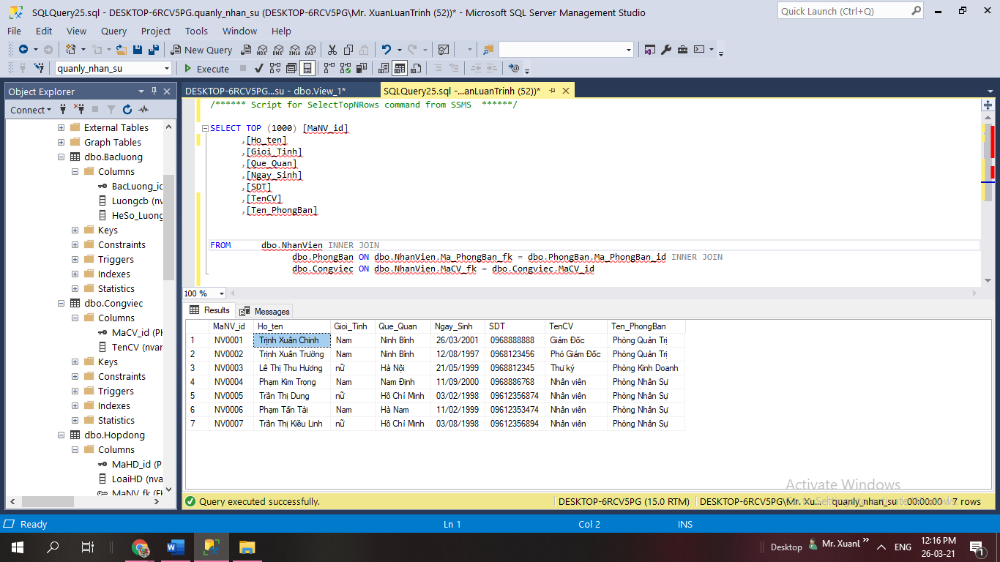 SQLQuery25.sql - DESKTOP-6RCV5PG.quanly_nhan_su (DESKTOP-6RCV5PG\Mr. XuanLuanTrinh (52))* - Microsoft SQL Server Management Studio
Quick Launch (Ctrl+Q)
File Edit View Query Project Tools Window Help
New Query
MDX DMX XMLA DAX
quanly_nhan_su
Execute
Object Explorer
DESKTOP-6RCV5PG...su - dbo.View_1*
SQLQuery25.sql -...anLuanTrinh (52))*
Connect
External Tables
Graph Tables
dbo.Bacluong
Columns
BacLuong_id
Luongcb (nv
HeSo_Luong
Keys
Constraints
Triggers
Indexes
Statistics
dbo.Congviec
Columns
MaCV_id (PK
TenCV (nvar
Keys
Constraints
Triggers
Indexes
Statistics
dbo.Hopdong
Columns
MaHD_id (P
LoaiHD (nva
MaNV_fk (FK
/****** Script for SelectTopNRows command from SSMS  ******/
SELECT TOP (1000) [MaNV_id]
,[Ho_ten]
,[Gioi_Tinh]
,[Que_Quan]
,[Ngay_Sinh]
,[SDT]
,[TenCV]
,[Ten_PhongBan]
FROM dbo.NhanVien INNER JOIN
dbo.PhongBan ON dbo.NhanVien.Ma_PhongBan_fk = dbo.PhongBan.Ma_PhongBan_id INNER JOIN
dbo.Congviec ON dbo.NhanVien.MaCV_fk = dbo.Congviec.MaCV_id
100 %
Results Messages
MaNV_id Ho_ten Gioi_Tinh Que_Quan Ngay_Sinh SDT TenCV Ten_PhongBan
1 NV0001 Trịnh Xuân Chinh Nam Ninh Bình 26/03/2001 0968888888 Giám Đốc Phòng Quản Trị
2 NV0002 Trịnh Xuân Trường Nam Ninh Bình 12/08/1997 0968123456 Phó Giám Đốc Phòng Quản Trị
3 NV0003 Lê Thị Thu Hương nữ Hà Nội 21/05/1999 0968812345 Thư ký Phòng Kinh Doanh
4 NV0004 Phạm Kim Trọng Nam Nam Định 11/09/2000 0968886768 Nhân viên Phòng Nhân Sự
5 NV0005 Trần Thị Dung nữ Hồ Chí Minh 03/02/1998 09612356874 Nhân viên Phòng Nhân Sự
6 NV0006 Phạm Tấn Tài Nam Hà Nam 11/02/1999 09612353474 Nhân viên Phòng Nhân Sự
7 NV0007 Trần Thị Kiều Linh nữ Hồ Chí Minh 03/08/1998 09612356894 Nhân viên Phòng Nhân Sự
Activate Windows
Go to Settings to activate Windows.
Query executed successfully.
DESKTOP-6RCV5PG (15.0 RTM) DESKTOP-6RCV5PG\Mr. Xu... quanly_nhan_su 00:00:00 7 rows
Ready Ln 1 Col 2 INS
Desktop Mr. XuanL ENG 12:16 PM
26-03-21
1